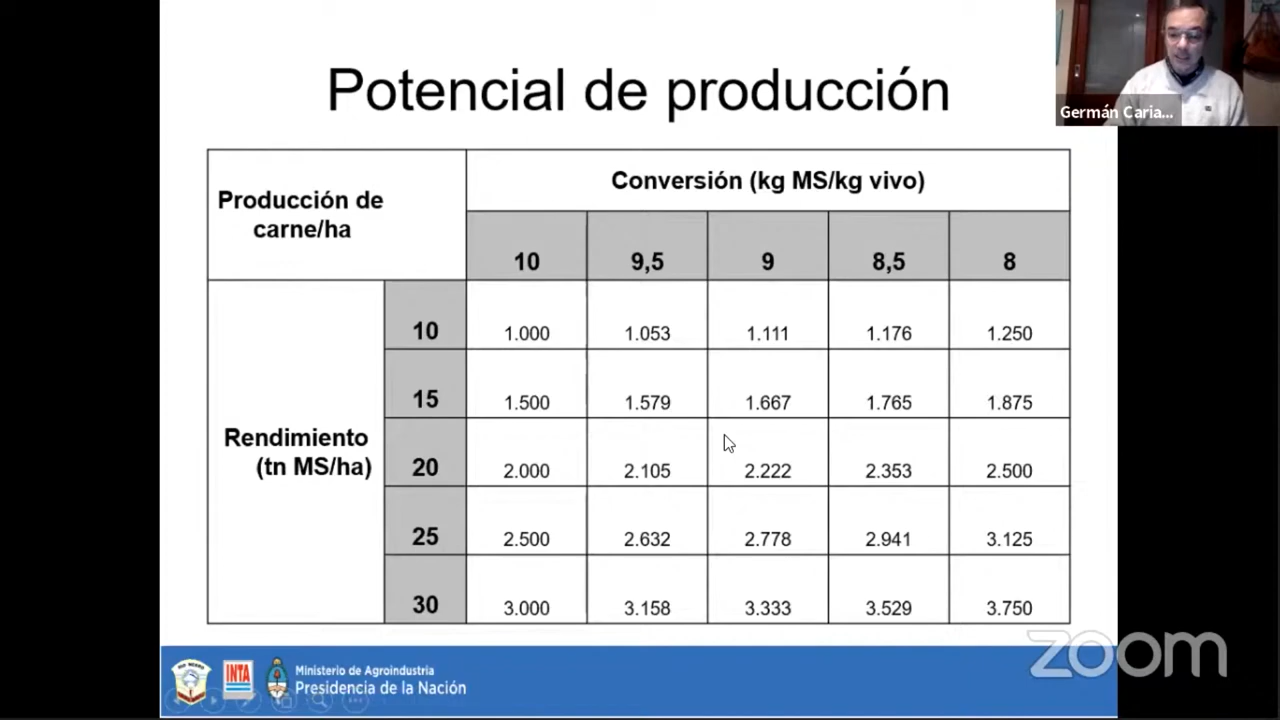 Potencial de producción
Germán Caria...
Producción de
carne/ha
Conversión (kg MS/kg vivo)
10 9,5 9 8,5 8
Rendimiento
(tn MS/ha)
10 1.000 1.053 1.111 1.176 1.250
15 1.500 1.579 1.667 1.765 1.875
20 2.000 2.105 2.222 2.353 2.500
25 2.500 2.632 2.778 2.941 3.125
30 3.000 3.158 3.333 3.529 3.750
INTA
Ministerio de Agroindustria
Presidencia de la Nación
zoom